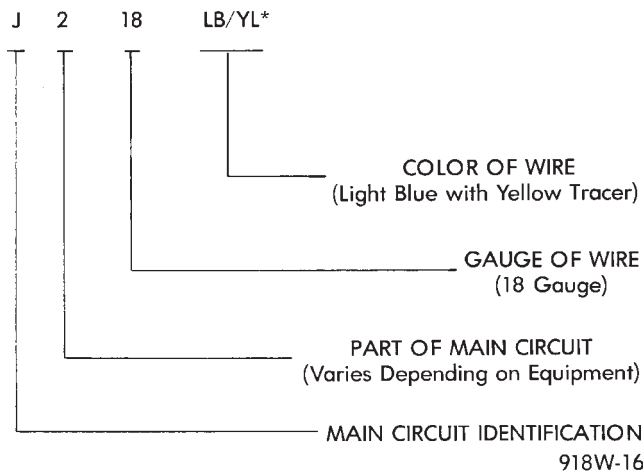 J 2 18 LB/YL*
COLOR OF WIRE
(Light Blue with Yellow Tracer)
GAUGE OF WIRE
(18 Gauge)
PART OF MAIN CIRCUIT
(Varies Depending on Equipment)
MAIN CIRCUIT IDENTIFICATION
918W-16